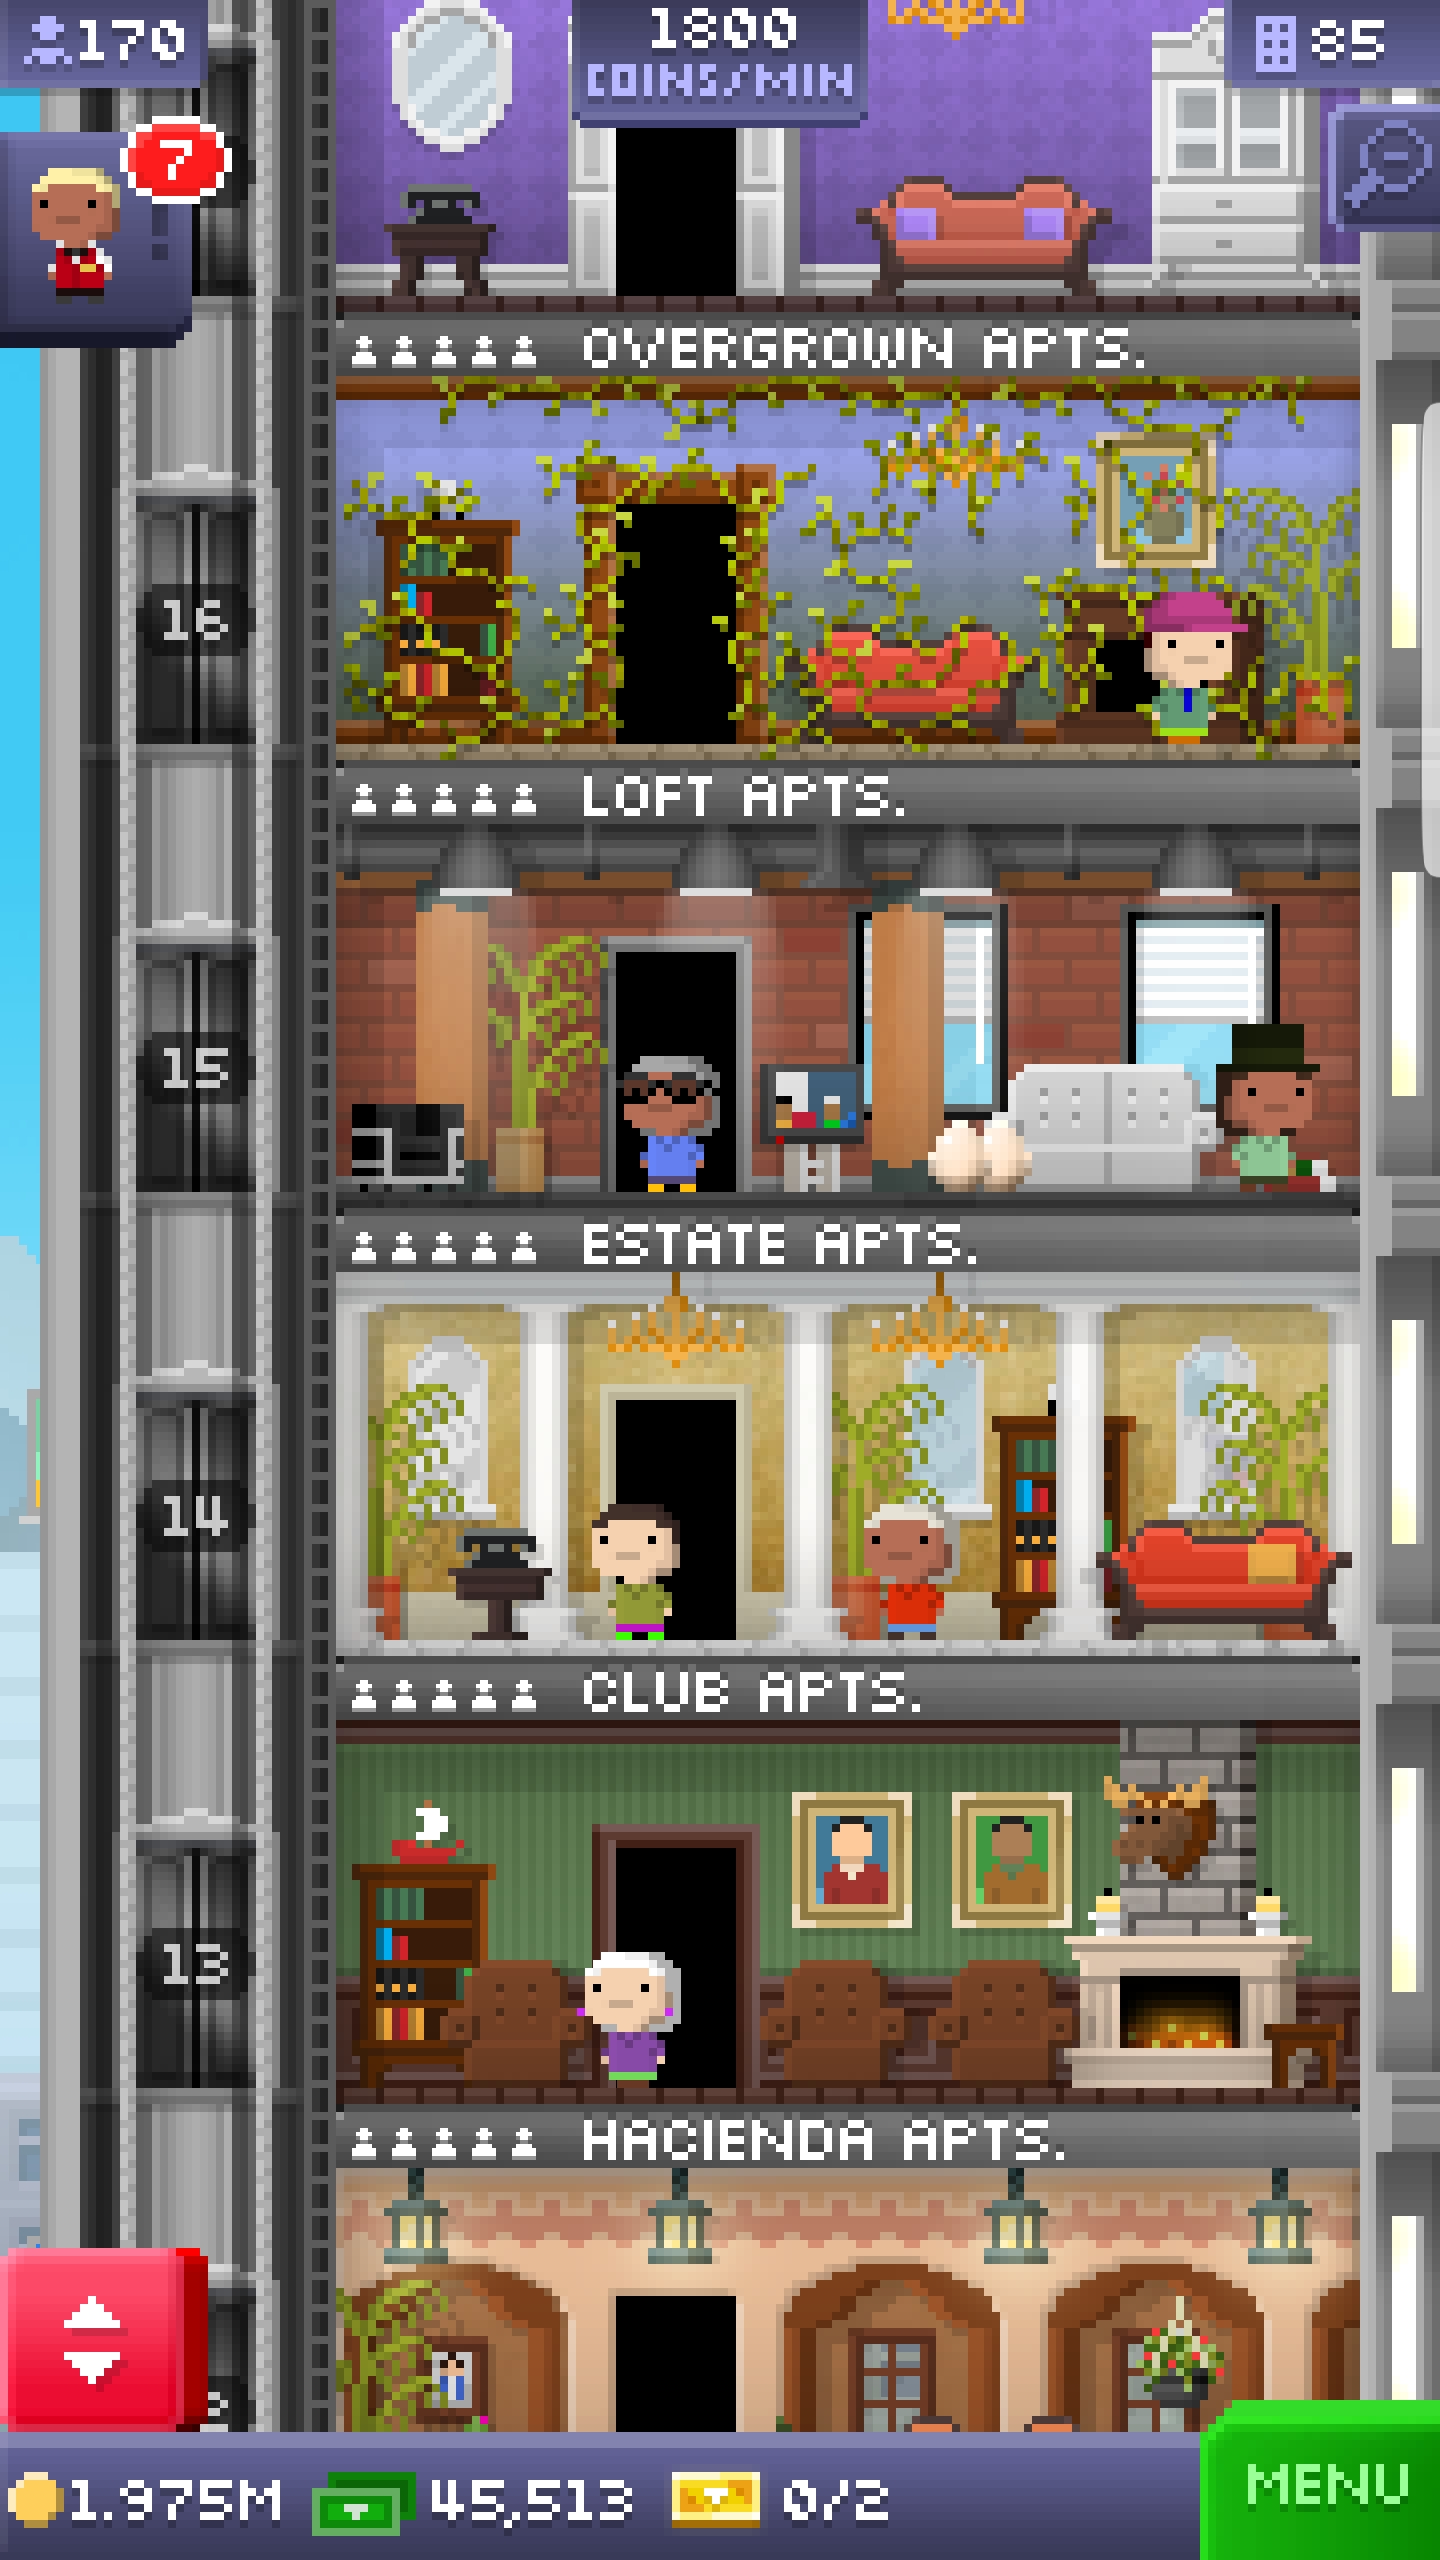 170
1800
COINS/MIN
85
7
OVERGROWN APTS.
16
LOFT APTS.
15
ESTATE APTS.
14
CLUB APTS.
13
HACIENDA APTS.
1.975M
45,513
0/2
MENU